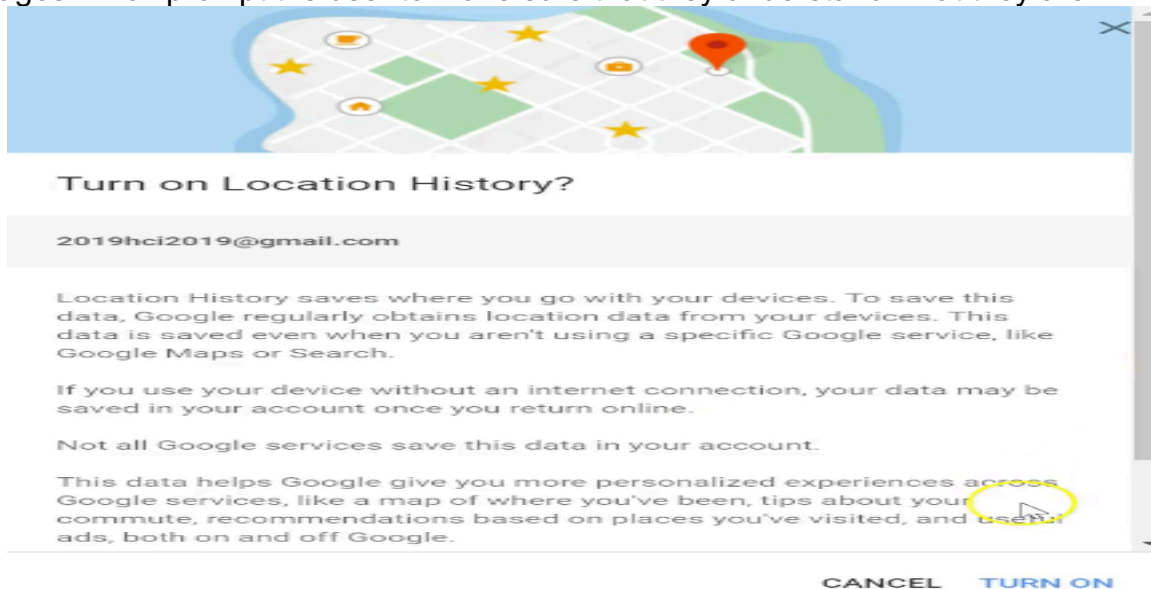 Turn on Location History?
2019hci2019@gmail.com
Location History saves where you go with your devices. To save this
data, Google regularly obtains location data from your devices. This
data is saved even when you aren't using a specific Google service, like
Google Maps or Search.
If you use your device without an internet connection, your data may be
saved in your account once you return online.
Not all Google services save this data in your account.
This data helps Google give you more personalized experiences across
Google services, like a map of where you've been, tips about your
commute, recommendations based on places you've visited, and useful
ads, both on and off Google.
CANCEL TURN ON